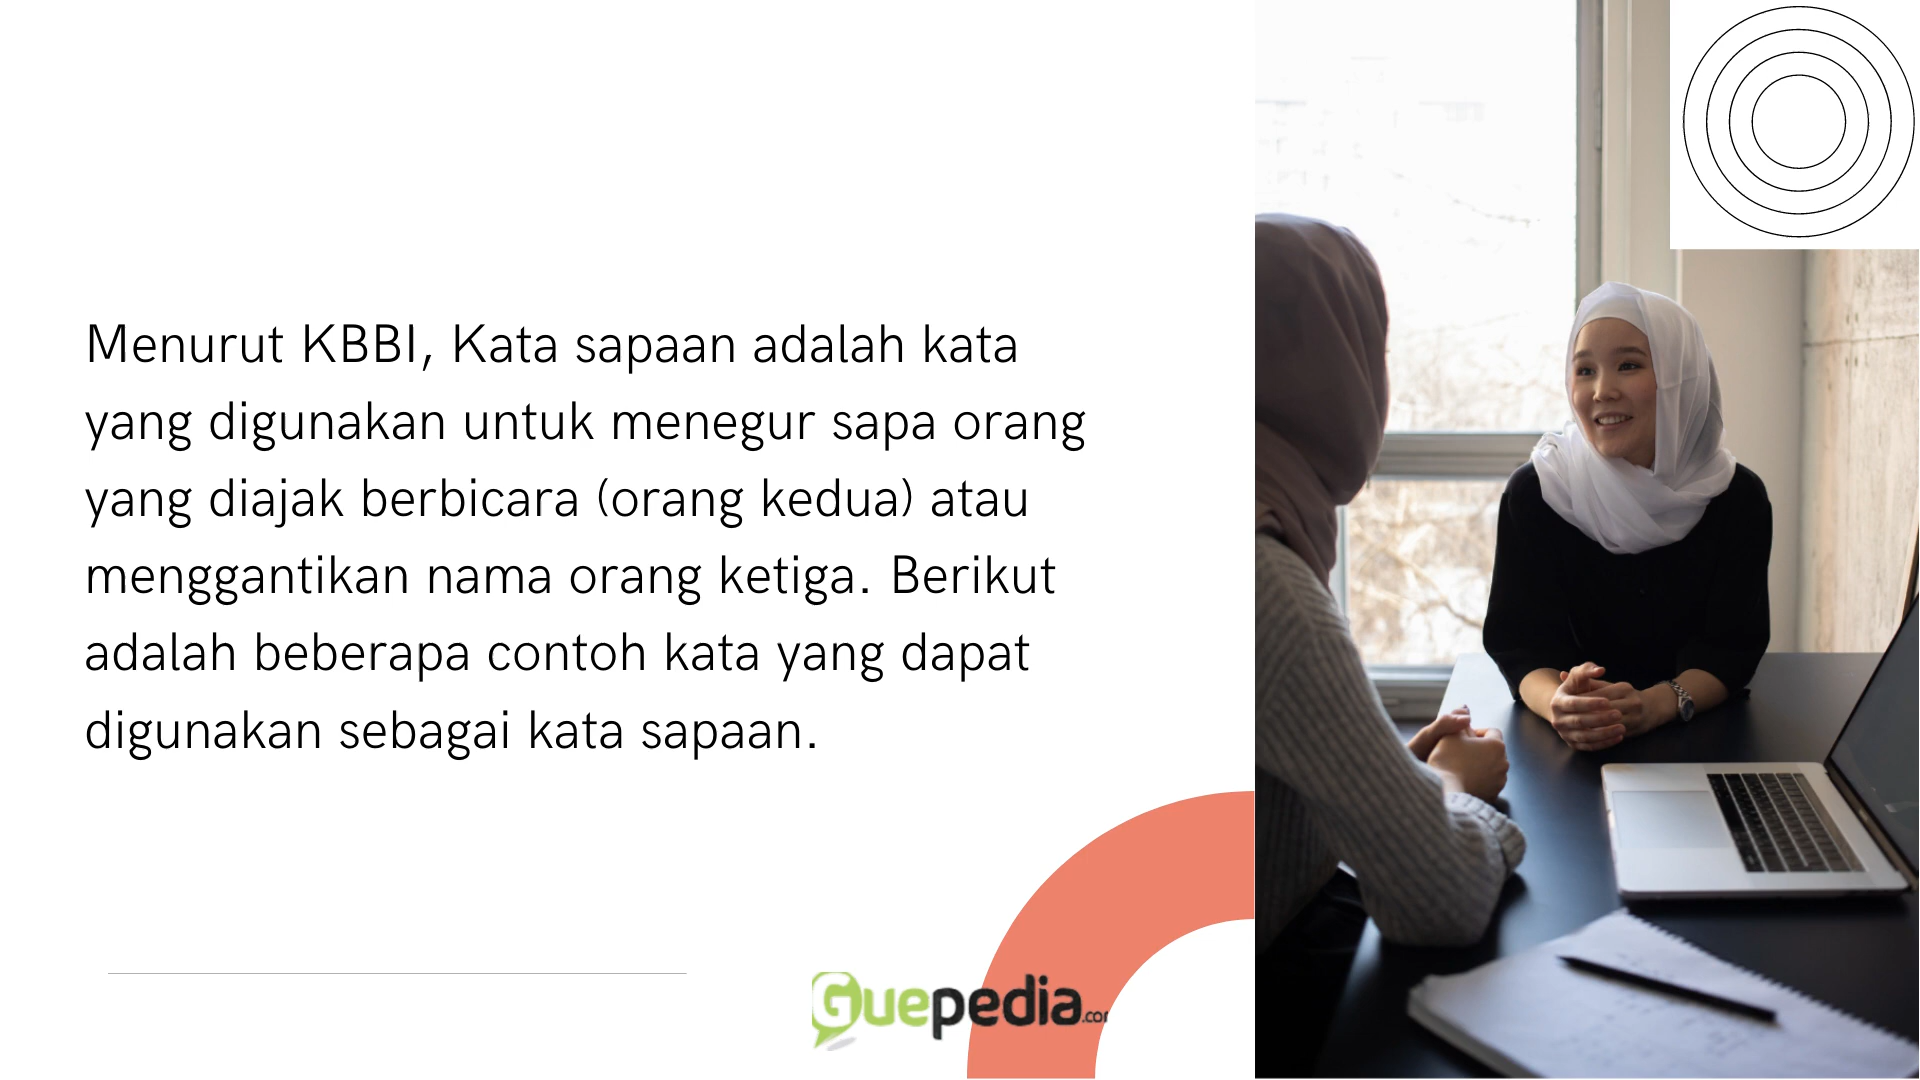 Menurut KBBI, Kata sapaan adalah kata
yang digunakan untuk menegur sapa orang
yang diajak berbicara (orang kedua) atau
menggantikan nama orang ketiga. Berikut
adalah beberapa contoh kata yang dapat
digunakan sebagai kata sapaan.
Guepedia.com